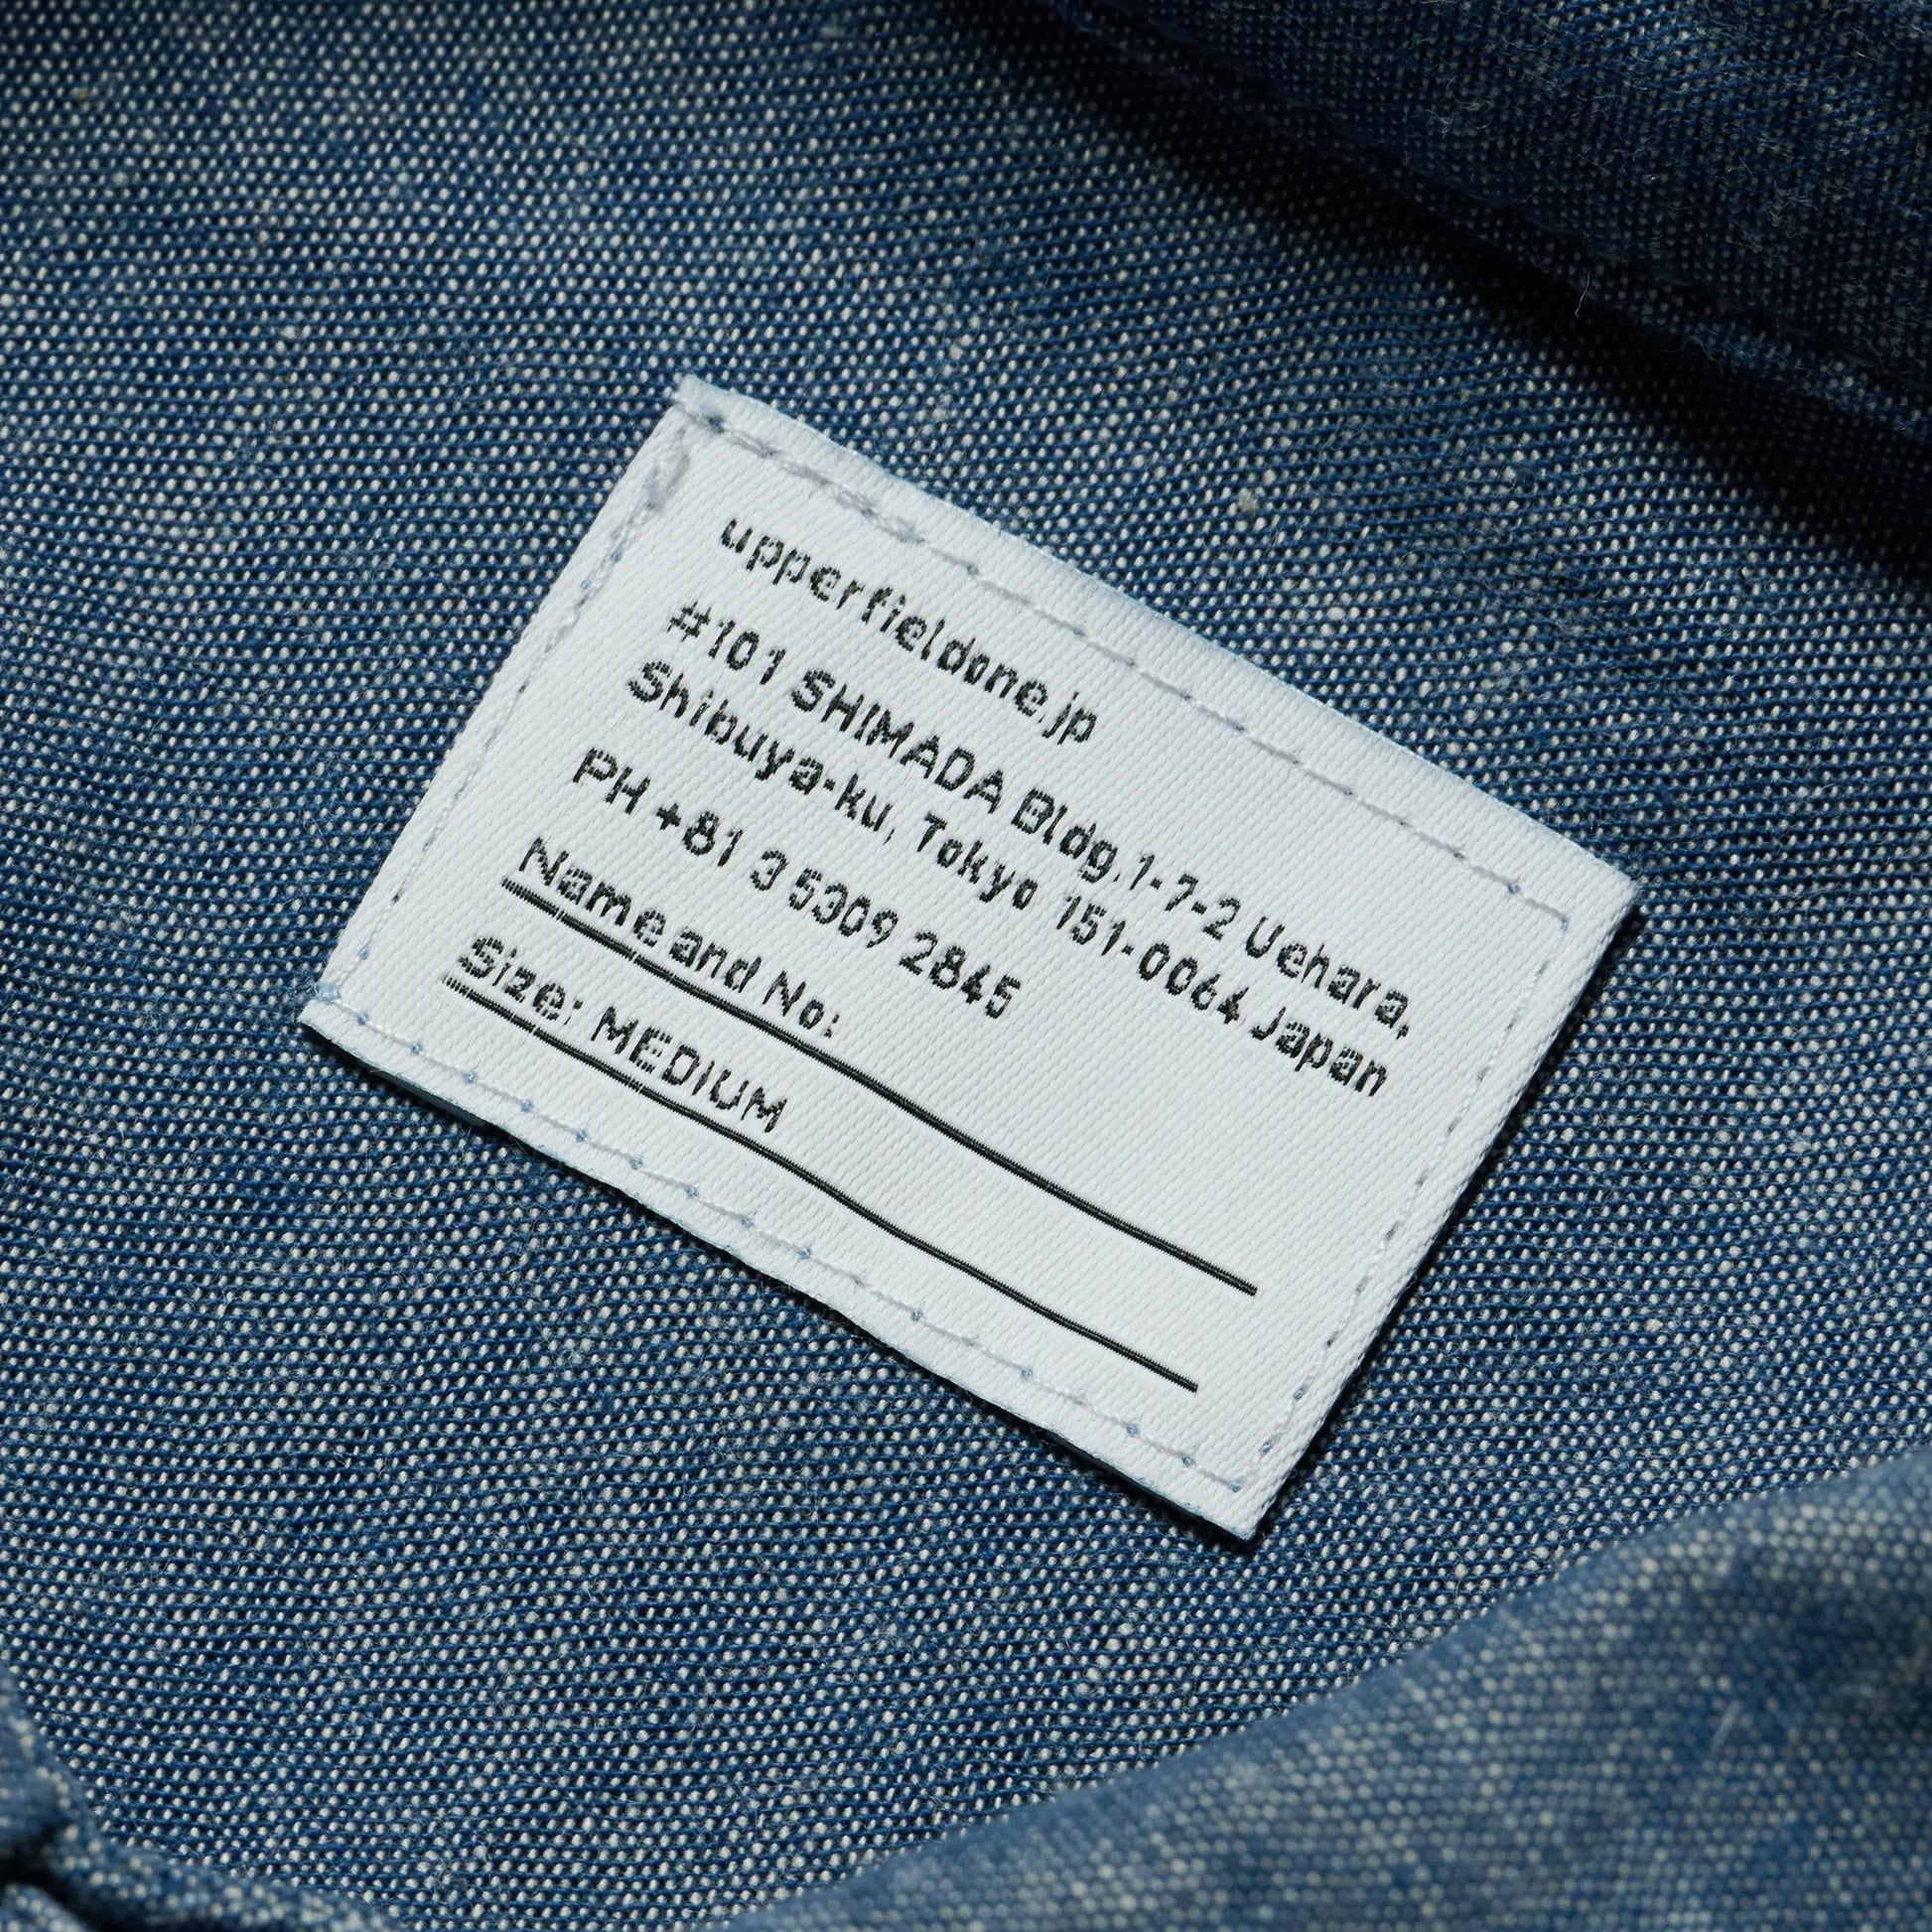 upperfieldone.jp
#101 SHIMADA Bldg.1-7-2 Uehara,
Shibuya-ku, Tokyo 151-0064 Japan
PH +81 3 5309 2845
Name and No:
Size: MEDIUM